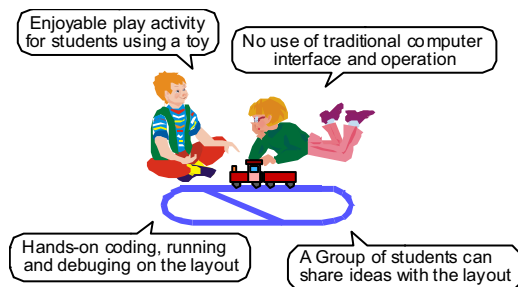 Enjoyable play activity
for students using a toy
No use of traditional computer
interface and operation
Hands-on coding, running
and debuging on the layout
A Group of students can
share ideas with the layout